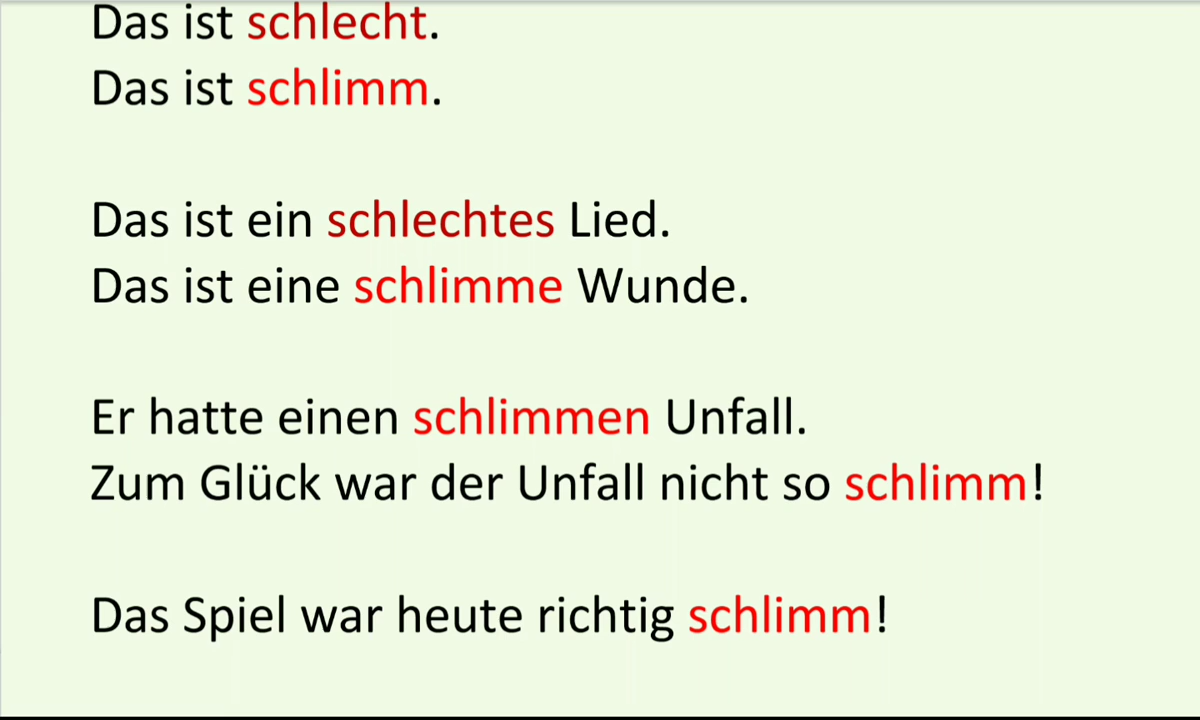 Das ist schlecht.
Das ist schlimm.
Das ist ein schlechtes Lied.
Das ist eine schlimme Wunde.
Er hatte einen schlimmen Unfall.
Zum Glück war der Unfall nicht so schlimm!
Das Spiel war heute richtig schlimm!